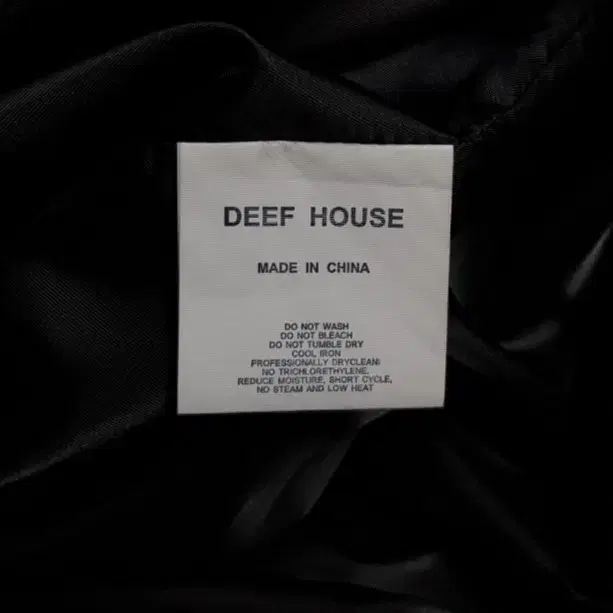 DEEF HOUSE
MADE IN CHINA
DO NOT WASH
DO NOT BLEACH
DO NOT TUMBLE DRY
COOL IRON
PROFESSIONALLY DRYCLEAN:
NO TRICHLORETHYLENE,
REDUCE MOISTURE, SHORT CYCLE,
NO STEAM AND LOW HEAT